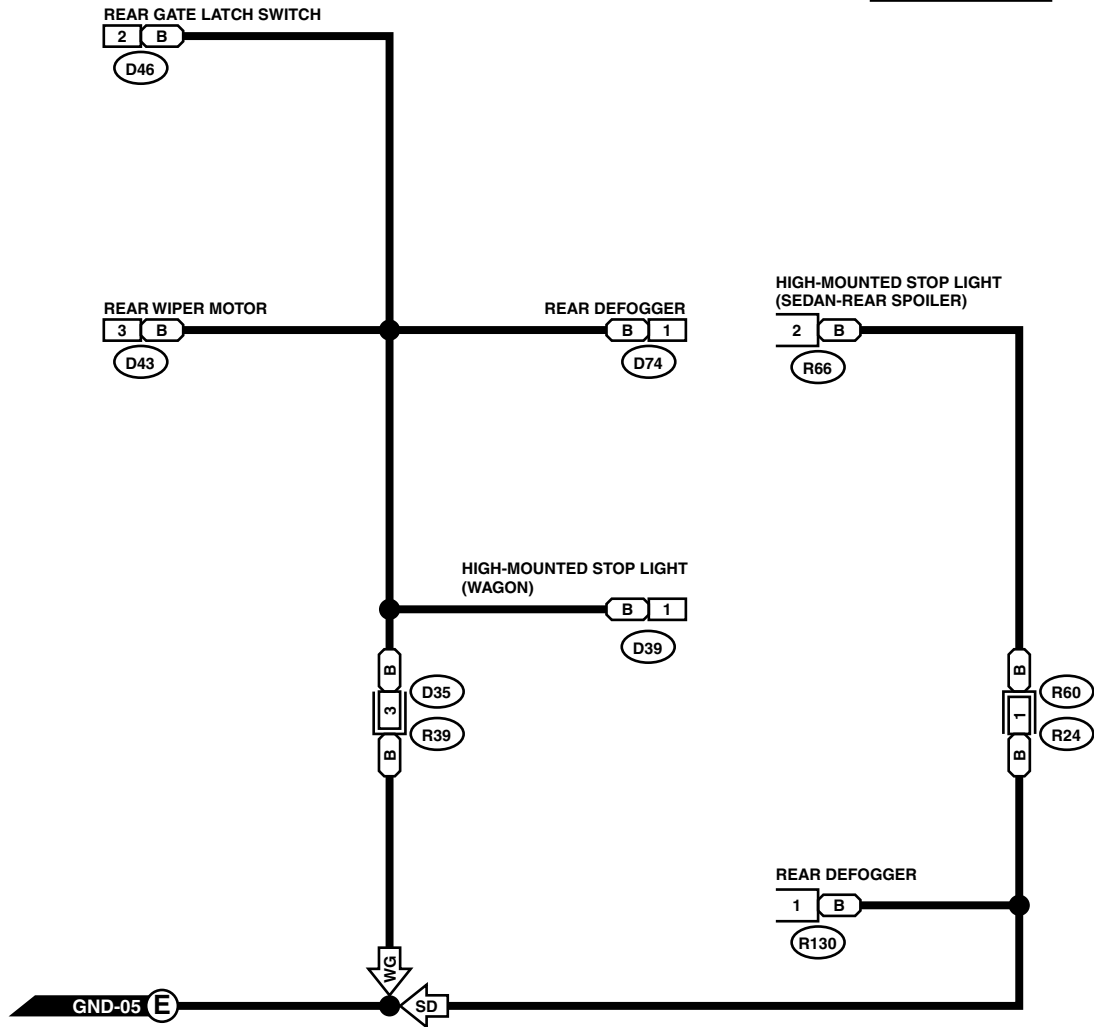 REAR GATE LATCH SWITCH
2 B
D46
REAR WIPER MOTOR
3 B
D43
REAR DEFOGGER
B 1
D74
HIGH-MOUNTED STOP LIGHT
(SEDAN-REAR SPOILER)
2 B
R66
HIGH-MOUNTED STOP LIGHT
(WAGON)
B 1
D39
B
D35
3
R39
B
B
R60
1
R24
B
REAR DEFOGGER
1 B
R130
WG
GND-05 E
SD